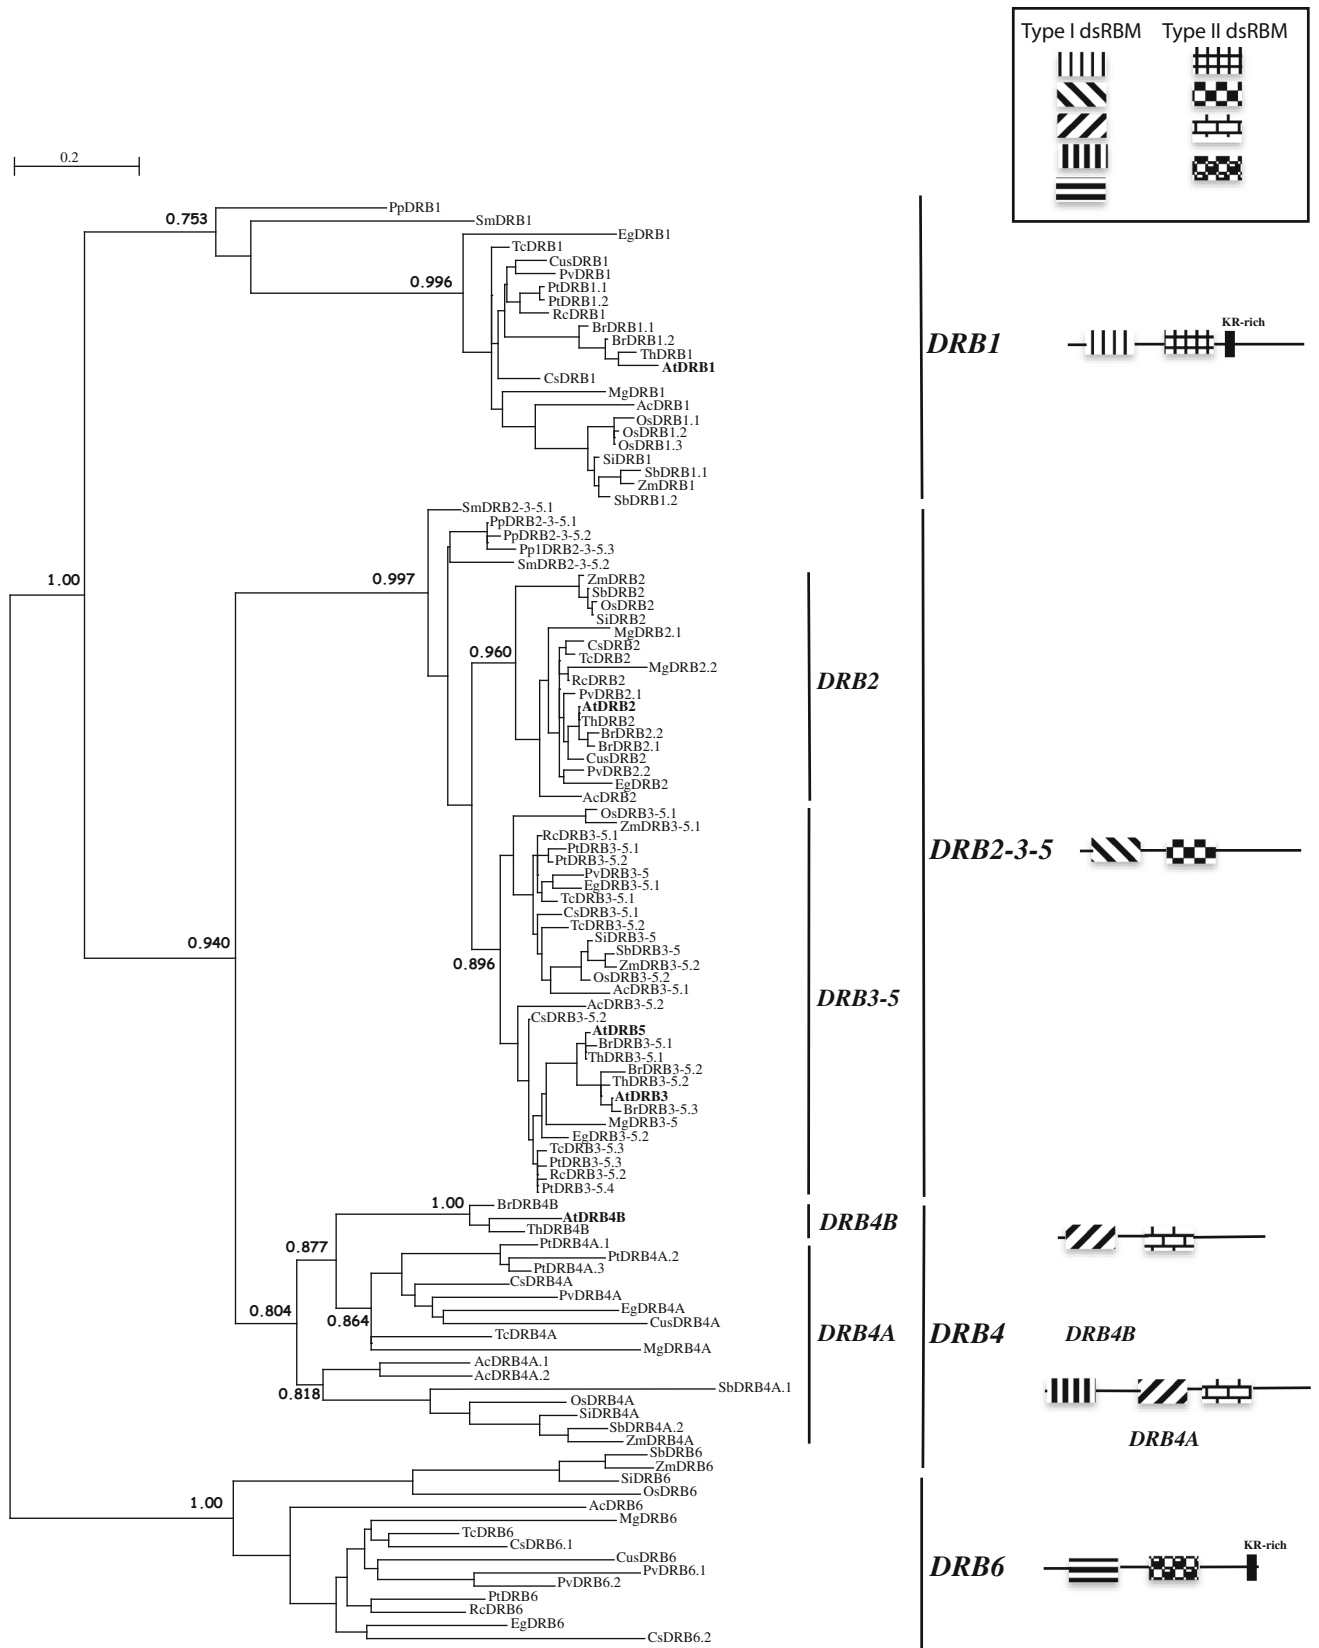 Type I dsRBM
Type II dsRBM
0.2
PpDRB1
0.753
SmDRB1
EgDRB1
TcDRB1
CusDRB1
PvDRB1
0.996
PtDRB1.1
PtDRB1.2
RcDRB1
BrDRB1.1
BrDRB1.2
ThDRB1
AtDRB1
CsDRB1
MgDRB1
AcDRB1
OsDRB1.1
OsDRB1.2
OsDRB1.3
SiDRB1
SbDRB1.1
ZmDRB1
SbDRB1.2
DRB1
KR-rich
SmDRB2-3-5.1
PpDRB2-3-5.1
PpDRB2-3-5.2
Pp1DRB2-3-5.3
SmDRB2-3-5.2
1.00
0.997
ZmDRB2
SbDRB2
OsDRB2
SiDRB2
MgDRB2.1
CsDRB2
0.960
TcDRB2
MgDRB2.2
RcDRB2
PvDRB2.1
AtDRB2
ThDRB2
BrDRB2.2
BrDRB2.1
CusDRB2
PvDRB2.2
EgDRB2
AcDRB2
DRB2
OsDRB3-5.1
ZmDRB3-5.1
RcDRB3-5.1
PtDRB3-5.1
PtDRB3-5.2
PvDRB3-5
EgDRB3-5.1
TcDRB3-5.1
CsDRB3-5.1
TcDRB3-5.2
SiDRB3-5
0.940
SbDRB3-5
0.896
ZmDRB3-5.2
OsDRB3-5.2
AcDRB3-5.1
AcDRB3-5.2
CsDRB3-5.2
AtDRB5
BrDRB3-5.1
ThDRB3-5.1
BrDRB3-5.2
ThDRB3-5.2
AtDRB3
BrDRB3-5.3
MgDRB3-5
EgDRB3-5.2
TcDRB3-5.3
PtDRB3-5.3
RcDRB3-5.2
PtDRB3-5.4
DRB3-5
DRB2-3-5
1.00
BrDRB4B
AtDRB4B
ThDRB4B
DRB4B
0.877
PtDRB4A.1
PtDRB4A.2
PtDRB4A.3
CsDRB4A
PvDRB4A
0.804
EgDRB4A
0.864
CusDRB4A
TcDRB4A
MgDRB4A
AcDRB4A.1
AcDRB4A.2
0.818
SbDRB4A.1
OsDRB4A
SiDRB4A
SbDRB4A.2
ZmDRB4A
DRB4A
DRB4
DRB4B
DRB4A
SbDRB6
ZmDRB6
SiDRB6
OsDRB6
1.00
AcDRB6
MgDRB6
TcDRB6
CsDRB6.1
CusDRB6
PvDRB6.1
PvDRB6.2
PtDRB6
RcDRB6
EgDRB6
CsDRB6.2
DRB6
KR-rich